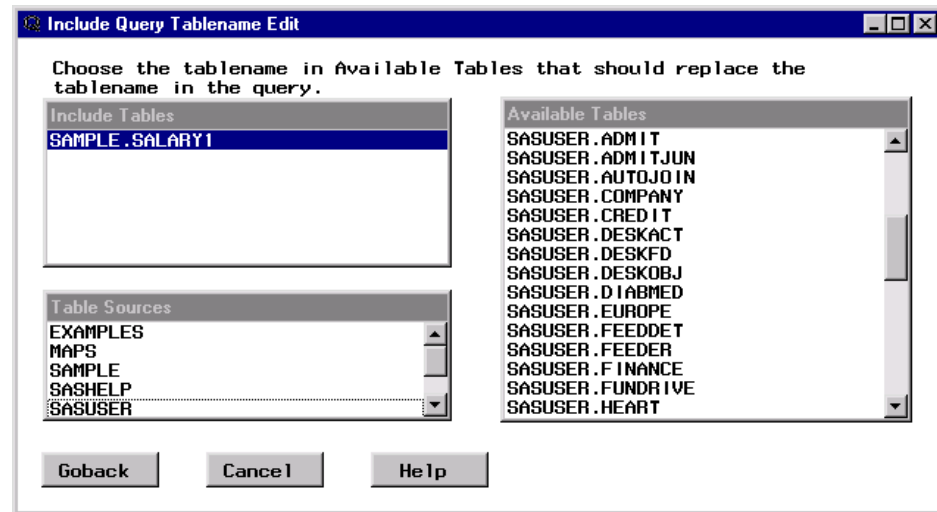 Include Query Tablename Edit
Choose the tablename in Available Tables that should replace the
tablename in the query.
Include Tables
SAMPLE.SALARY1
Table Sources
EXAMPLES
MAPS
SAMPLE
SASHELP
SASUSER
Available Tables
SASUSER.ADMIT
SASUSER.ADMITJUN
SASUSER.AUTOJOIN
SASUSER.COMPANY
SASUSER.CREDIT
SASUSER.DESKACT
SASUSER.DESKFD
SASUSER.DESKOBJ
SASUSER.DIABMED
SASUSER.EUROPE
SASUSER.FEEDDET
SASUSER.FEEDER
SASUSER.FINANCE
SASUSER.FUNDRIVE
SASUSER.HEART
Goback Cancel Help